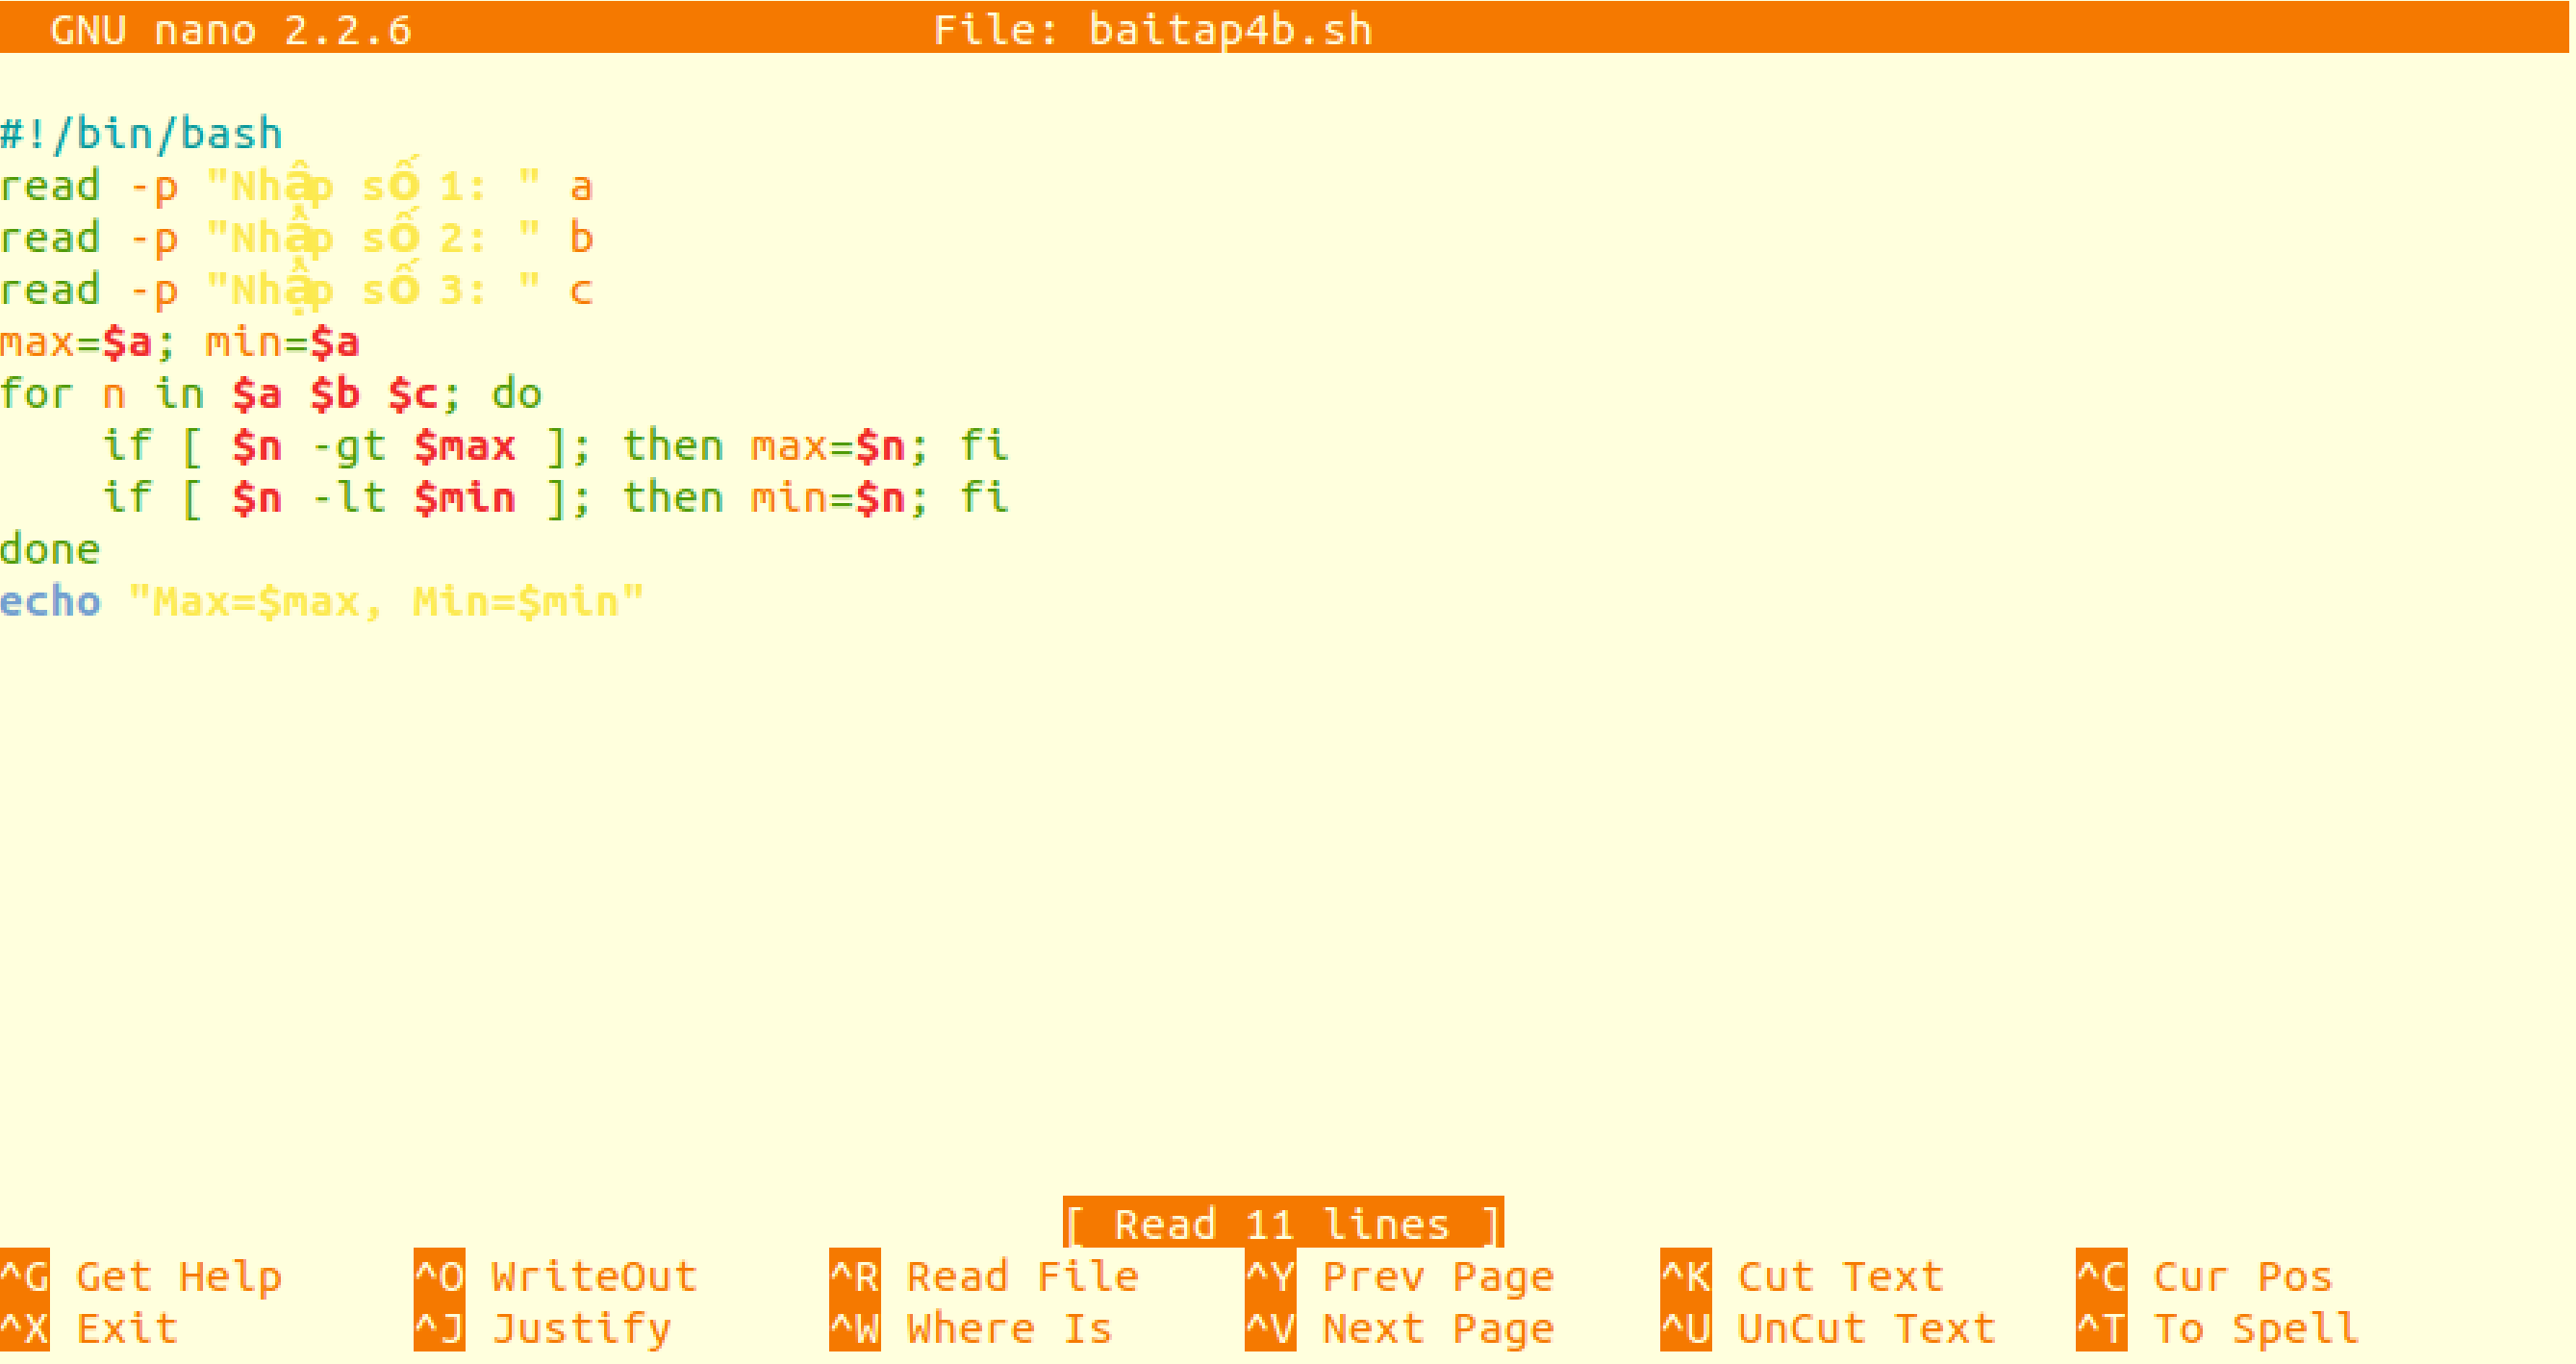 GNU nano 2.2.6 File: baitap4b.sh
#!/bin/bash
read -p "Nhập số 1: " a
read -p "Nhập số 2: " b
read -p "Nhập số 3: " c
max=$a; min=$a
for n in $a $b $c; do
    if [ $n -gt $max ]; then max=$n; fi
    if [ $n -lt $min ]; then min=$n; fi
done
echo "Max=$max, Min=$min"
[ Read 11 lines ]
^G Get Help ^O WriteOut ^R Read File ^Y Prev Page ^K Cut Text ^C Cur Pos
^X Exit ^J Justify ^W Where Is ^V Next Page ^U UnCut Text ^T To Spell